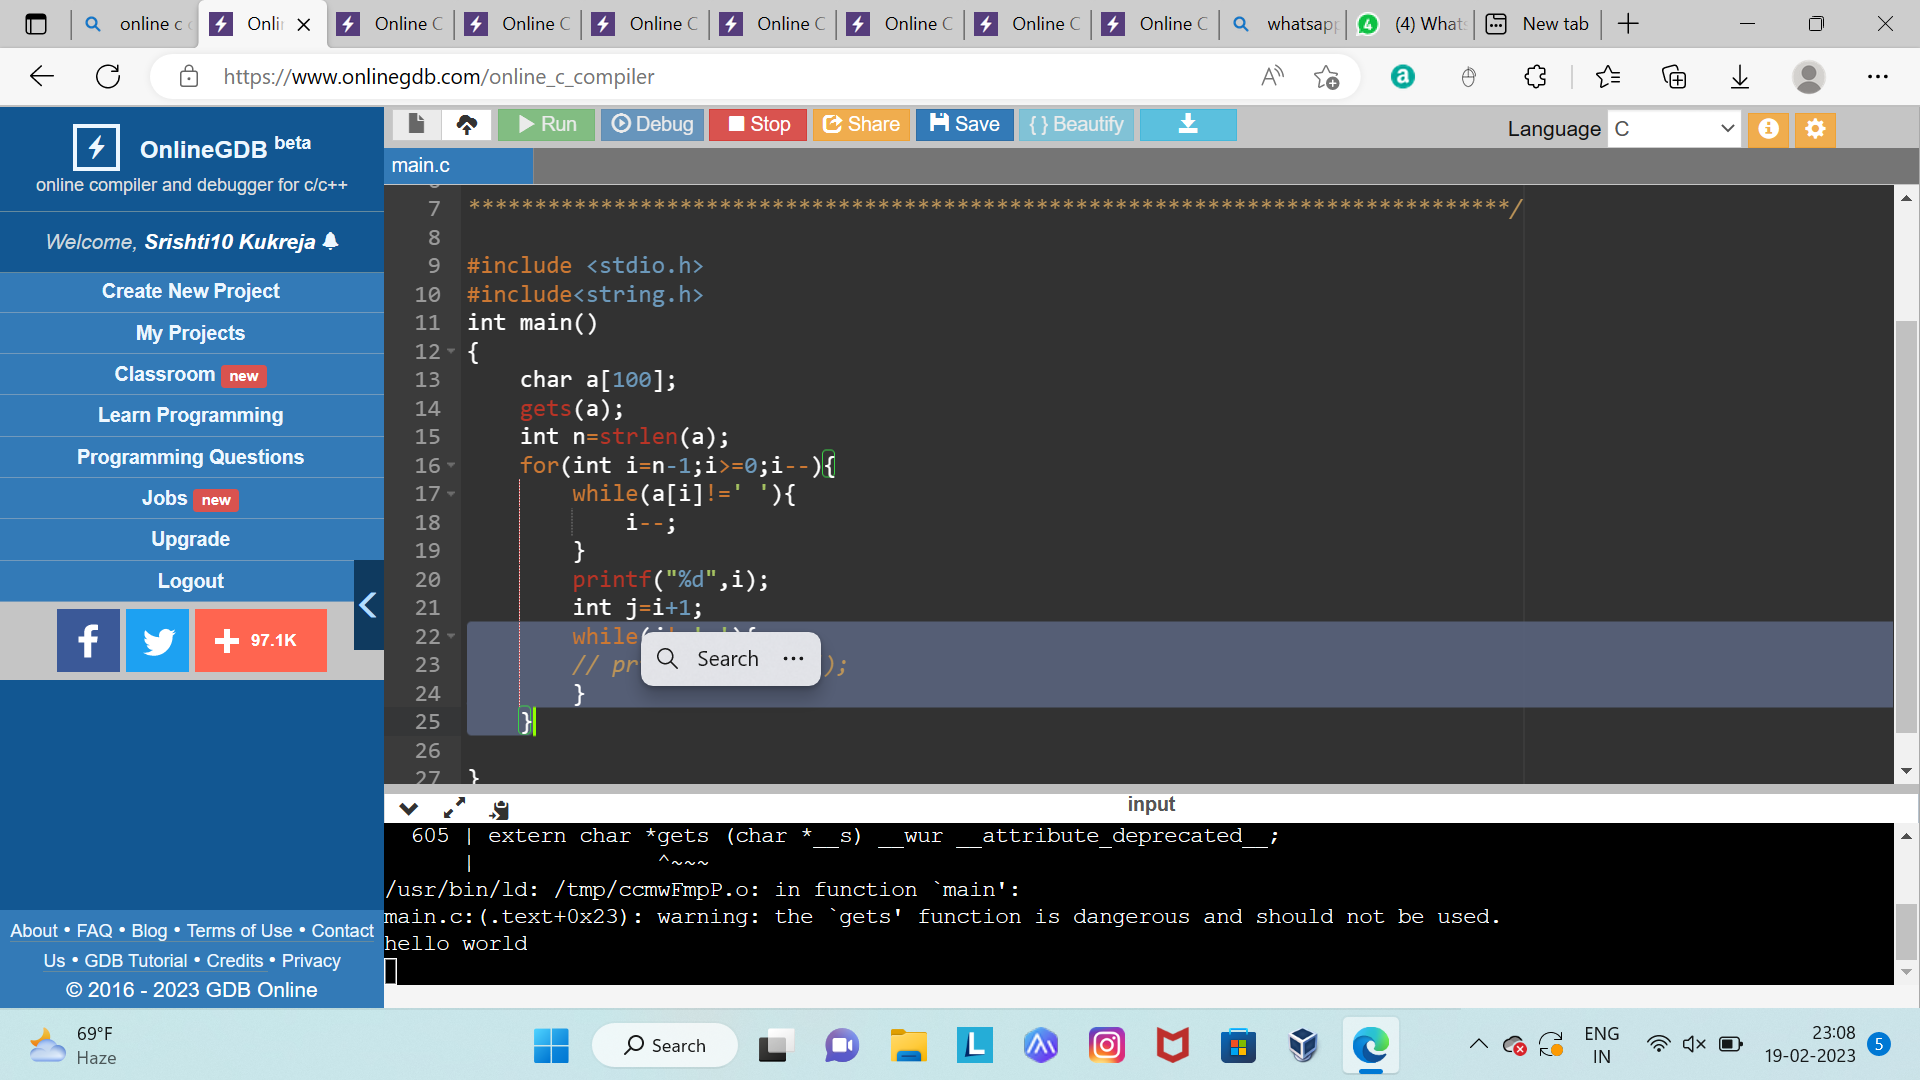 online c
Onli
Online C
Online C
Online C
Online C
Online C
Online C
Online C
whatsapp
(4) What
New tab
https://www.onlinegdb.com/online_c_compiler
OnlineGDB beta
online compiler and debugger for c/c++
Welcome, Srishti10 Kukreja
Create New Project
My Projects
Classroom new
Learn Programming
Programming Questions
Jobs new
Upgrade
Logout
97.1K
About • FAQ • Blog • Terms of Use • Contact
Us • GDB Tutorial • Credits • Privacy
© 2016 - 2023 GDB Online
Run Debug Stop Share Save {} Beautify
Language C
main.c
7 ********************************************************************************/
8
9 #include <stdio.h>
10 #include<string.h>
11 int main()
12 {
13 char a[100];
14 gets(a);
15 int n=strlen(a);
16 for(int i=n-1;i>=0;i--){
17 while(a[i]!=' '){
18 i--;
19 }
20 printf("%d",i);
21 int j=i+1;
22 while
23 // pr );
24 }
25 }
26
27 }
Search ...
input
605 | extern char *gets (char *__s) __wur __attribute_deprecated__;
| ^~~~
/usr/bin/ld: /tmp/ccmwFmpP.o: in function `main':
main.c:(.text+0x23): warning: the `gets' function is dangerous and should not be used.
hello world
69°F
Haze
Search
ENG
IN
23:08
19-02-2023
5